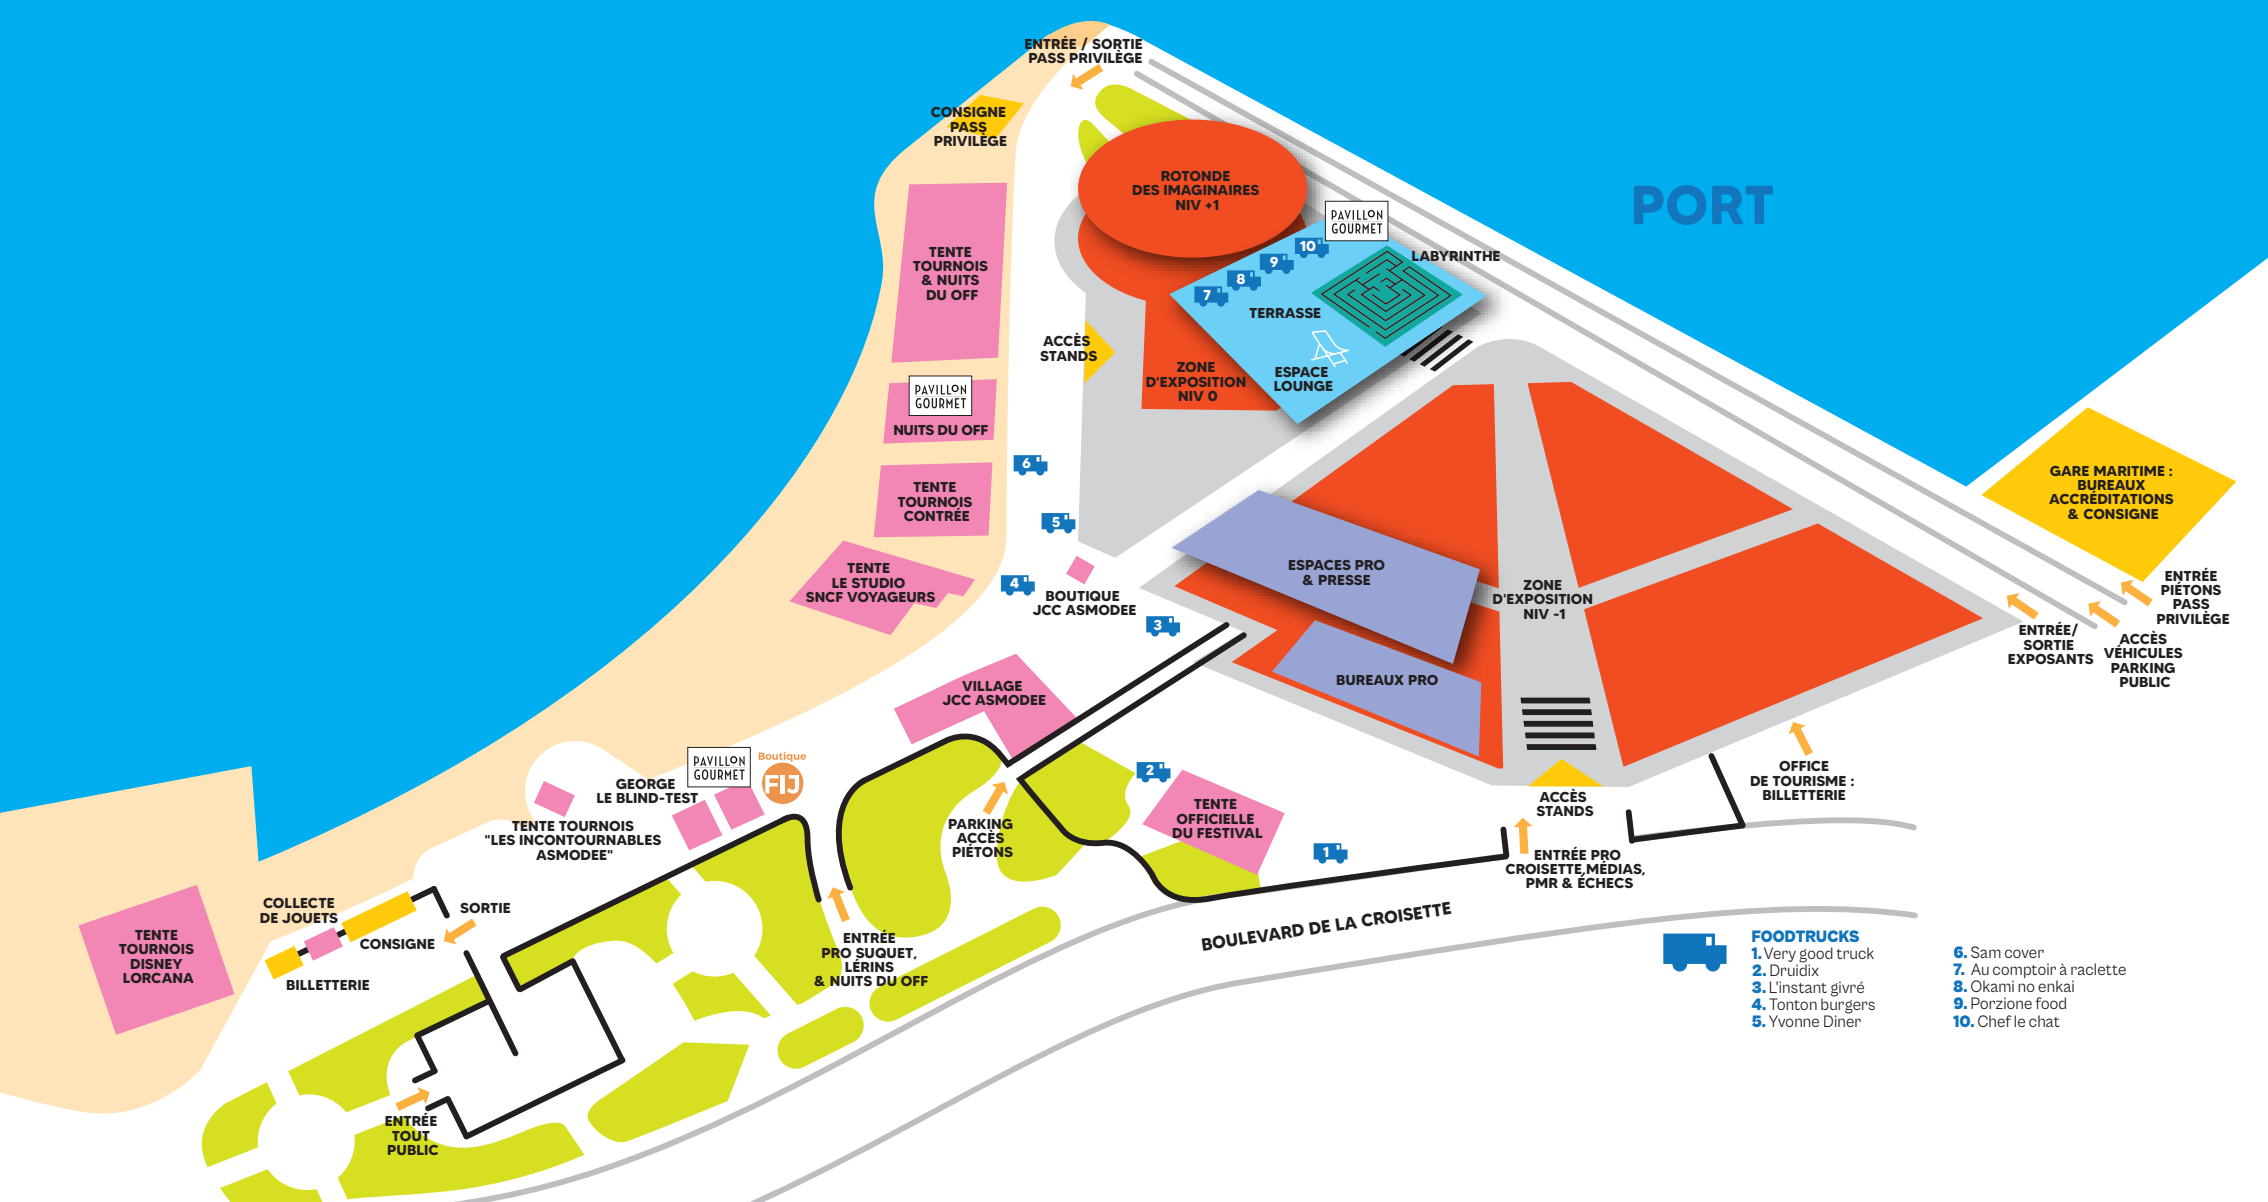 ENTRÉE / SORTIE
PASS PRIVILÈGE
CONSIGNE
PASS
PRIVILÈGE
ROTONDE
DES IMAGINAIRES
NIV +1
PORT
PAVILLON
GOURMET
10
9
8
7
LABYRINTHE
TERRASSE
ESPACE
LOUNGE
TENTE
TOURNOIS
& NUITS
DU OFF
ACCÈS
STANDS
ZONE
D'EXPOSITION
NIV 0
PAVILLON
GOURMET
NUITS DU OFF
6
TENTE
TOURNOIS
CONTRÉE
5
TENTE
LE STUDIO
SNCF VOYAGEURS
4
BOUTIQUE
JCC ASMODEE
3
ESPACES PRO
& PRESSE
ZONE
D'EXPOSITION
NIV -1
BUREAUX PRO
GARE MARITIME :
BUREAUX
ACCRÉDITATIONS
& CONSIGNE
ENTRÉE
PIÉTONS
PASS
PRIVILÈGE
ENTRÉE/
SORTIE
EXPOSANTS
ACCÈS
VÉHICULES
PARKING
PUBLIC
VILLAGE
JCC ASMODEE
PAVILLON
GOURMET
Boutique
FIJ
GEORGE
LE BLIND-TEST
TENTE TOURNOIS
"LES INCONTOURNABLES
ASMODEE"
2
TENTE
OFFICIELLE
DU FESTIVAL
PARKING
ACCÈS
PIÉTONS
1
ACCÈS
STANDS
OFFICE
DE TOURISME :
BILLETTERIE
ENTRÉE PRO
CROISETTE,MÉDIAS,
PMR & ÉCHECS
COLLECTE
DE JOUETS
SORTIE
CONSIGNE
BILLETTERIE
TENTE
TOURNOIS
DISNEY
LORCANA
ENTRÉE
PRO SUQUET,
LÉRINS
& NUITS DU OFF
BOULEVARD DE LA CROISETTE
ENTRÉE
TOUT
PUBLIC
FOODTRUCKS
1. Very good truck
2. Druidix
3. L'instant givré
4. Tonton burgers
5. Yvonne Diner
6. Sam cover
7. Au comptoir à raclette
8. Okami no enkai
9. Porzione food
10. Chef le chat